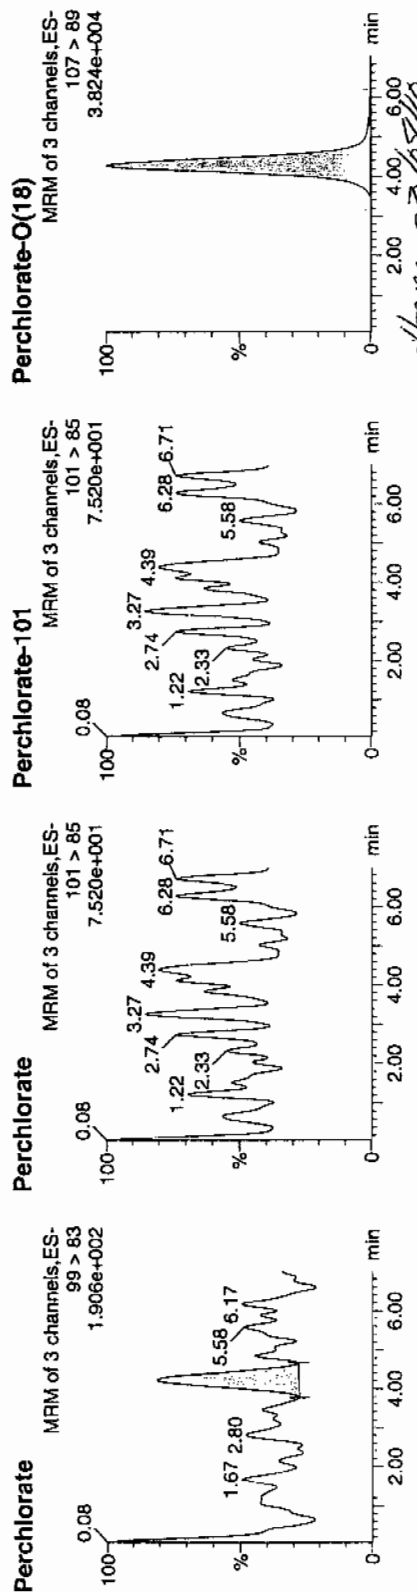 Perchlorate
MRM of 3 channels,ES-
99 > 83
1.906e+002
100
%
0
0.08
1.67
2.80
5.58
6.17
2.00
4.00
6.00
min
Perchlorate
MRM of 3 channels,ES-
101 > 85
7.520e+001
100
%
0
0.08
1.22
2.33
2.74
3.27
4.39
5.58
6.28
6.71
2.00
4.00
6.00
min
Perchlorate-101
MRM of 3 channels,ES-
101 > 85
7.520e+001
100
%
0
0.08
1.22
2.33
2.74
3.27
4.39
5.58
6.28
6.71
2.00
4.00
6.00
min
Perchlorate-O(18)
MRM of 3 channels,ES-
107 > 89
3.824e+004
100
%
0
2.00
4.00
6.00
min